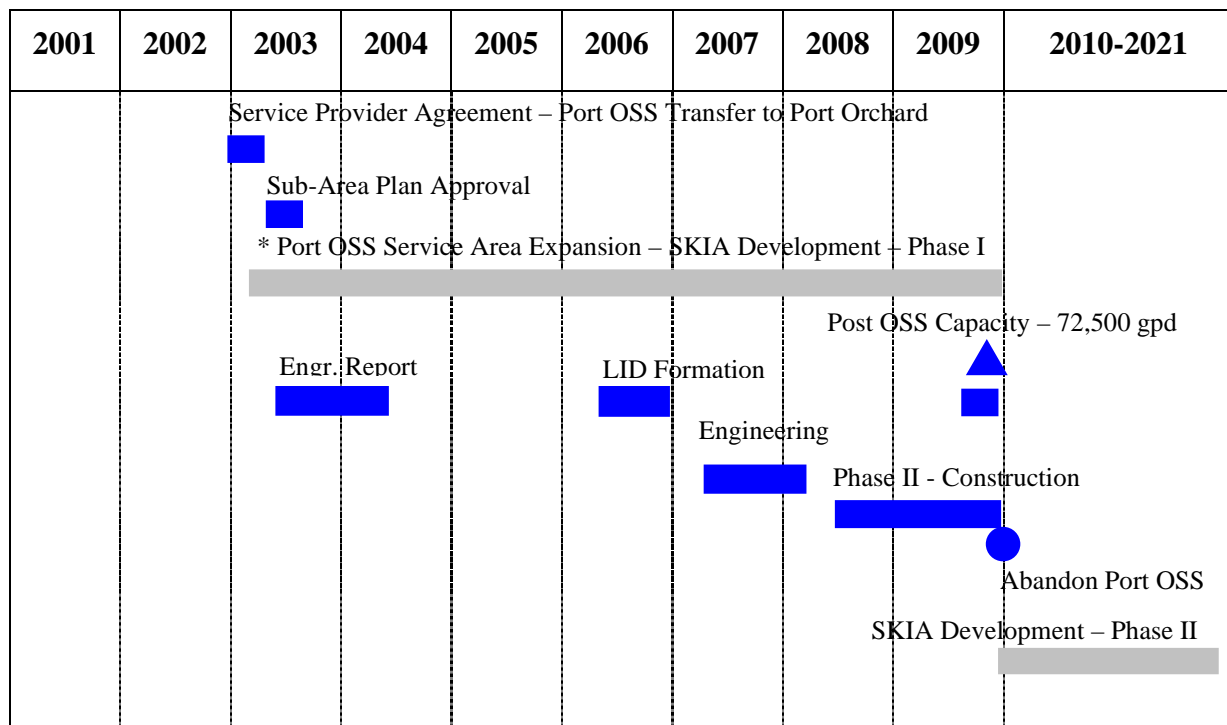 2001 2002 2003 2004 2005 2006 2007 2008 2009 2010-2021
Service Provider Agreement – Port OSS Transfer to Port Orchard
Sub-Area Plan Approval
* Port OSS Service Area Expansion – SKIA Development – Phase I
Post OSS Capacity – 72,500 gpd
Engr. Report LID Formation
Engineering
Phase II - Construction
Abandon Port OSS
SKIA Development – Phase II